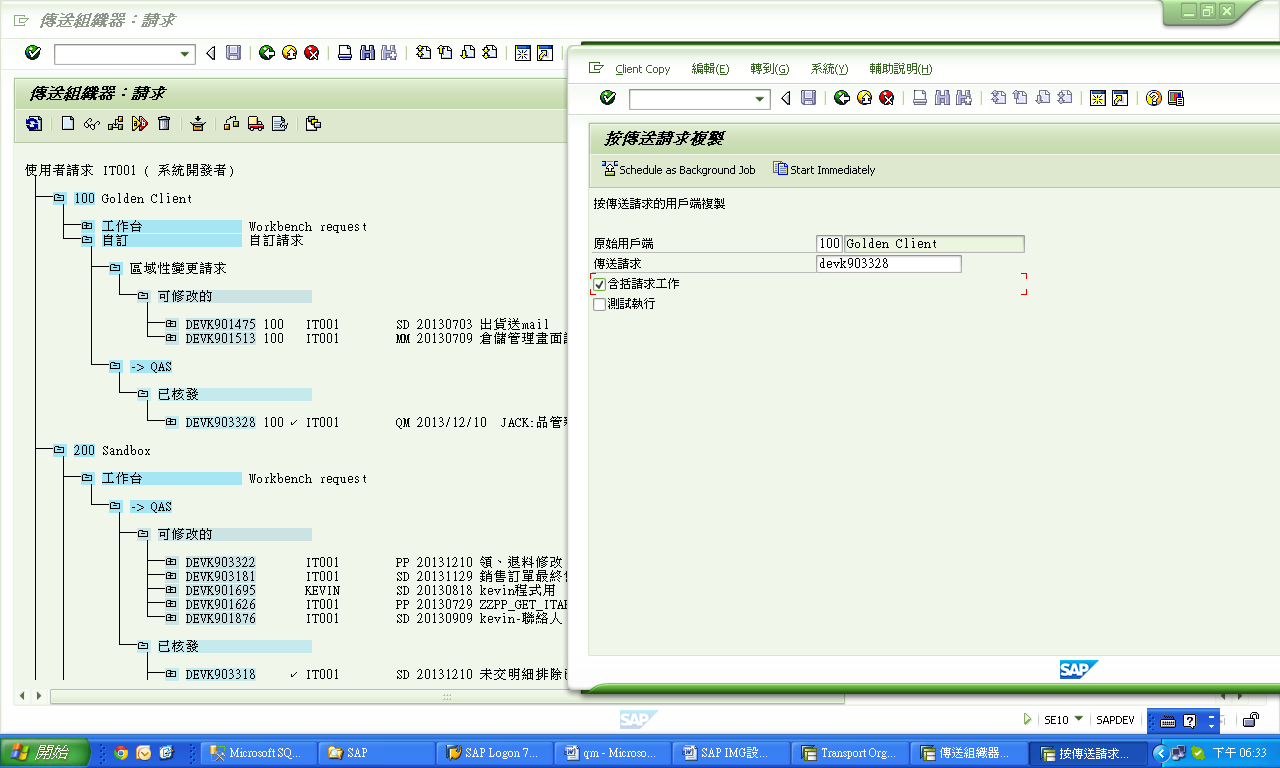 傳送組織器：請求
傳送組織器：請求
使用者請求 IT001 ( 系統開發者)
100 Golden Client
工作台 Workbench request
自訂 自訂請求
區域性變更請求
可修改的
DEVK901475 100 IT001 SD 20130703 出貨送mail
DEVK901513 100 IT001 MM 20130709 倉儲管理畫面
-> QAS
已核發
DEVK903328 100 ✓ IT001 QM 2013/12/10 JACK:品管
200 Sandbox
工作台 Workbench request
-> QAS
可修改的
DEVK903322 IT001 PP 20131210 領、退料修改
DEVK903181 IT001 SD 20131129 銷售訂單最終
DEVK901695 KEVIN SD 20130818 kevin程式用
DEVK901626 IT001 PP 20130729 ZZPP_GET_ITA
DEVK901876 IT001 SD 20130909 kevin-聯絡人
已核發
DEVK903318 ✓ IT001 SD 20131210 未交明細排除
Client Copy 編輯(E) 轉到(G) 系統(Y) 輔助說明(H)
按傳送請求複製
Schedule as Background Job Start Immediately
按傳送請求的用戶端複製
原始用戶端 100 Golden Client
傳送請求 devk903328
含括請求工作
測試執行
SAP
SAP
SE10 SAPDEV
開始 Microsoft SQ... SAP SAP Logon 7... qm - Microso... SAP IMG設... Transport Org... 傳送組織器... 按傳送請求... 下午 06:33